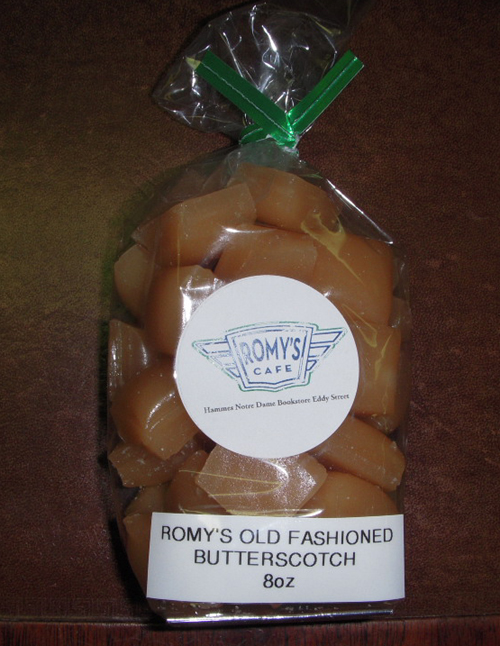 ROMY'S
CAFE
Hammes Notre Dame Bookstore Eddy Street
ROMY'S OLD FASHIONED
BUTTERSCOTCH
8oz